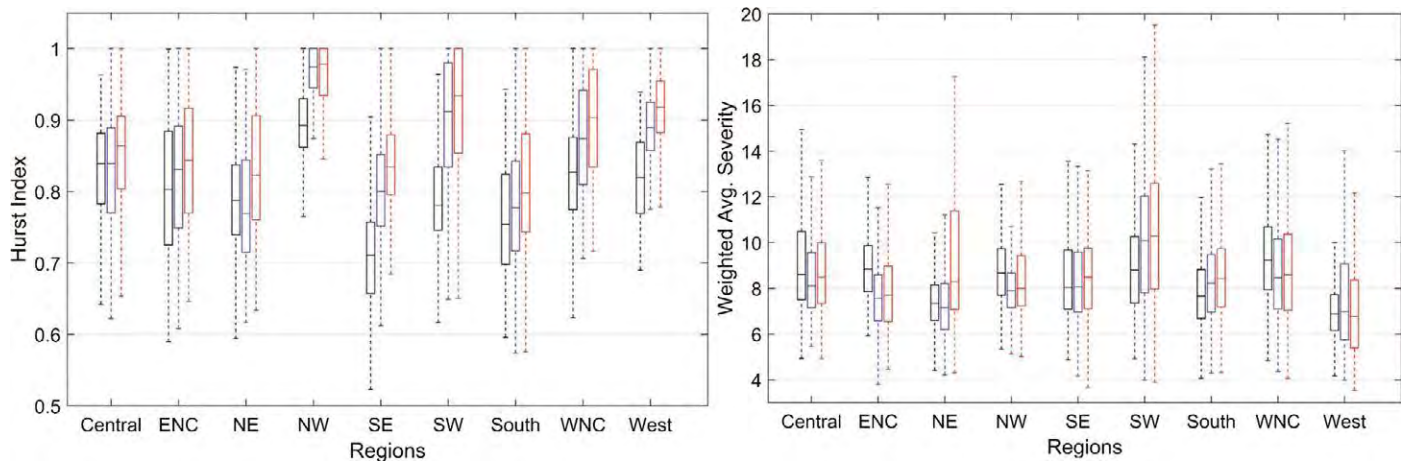 Hurst Index
1
0.9
0.8
0.7
0.6
0.5
Central ENC NE NW SE SW South WNC West
Regions
Weighted Avg. Severity
20
18
16
14
12
10
8
6
4
Central ENC NE NW SE SW South WNC West
Regions